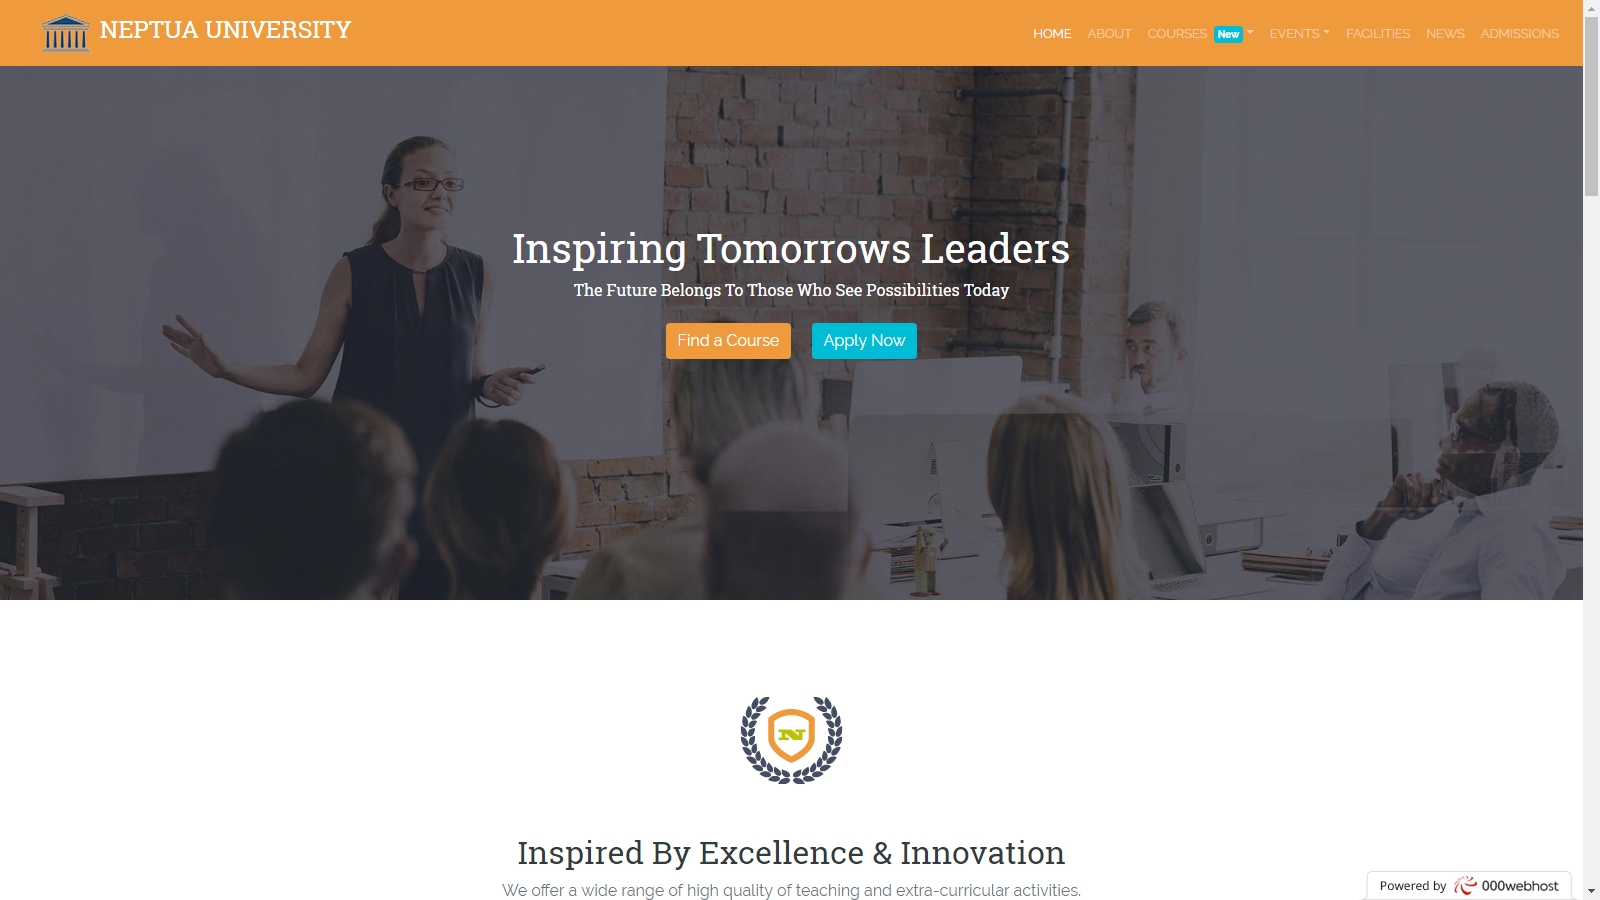 NEPTUA UNIVERSITY
HOME ABOUT COURSES New EVENTS FACILITIES NEWS ADMISSIONS
Inspiring Tomorrows Leaders
The Future Belongs To Those Who See Possibilities Today
Find a Course Apply Now
N
Inspired By Excellence & Innovation
We offer a wide range of high quality of teaching and extra-curricular activities.
Powered by 000webhost